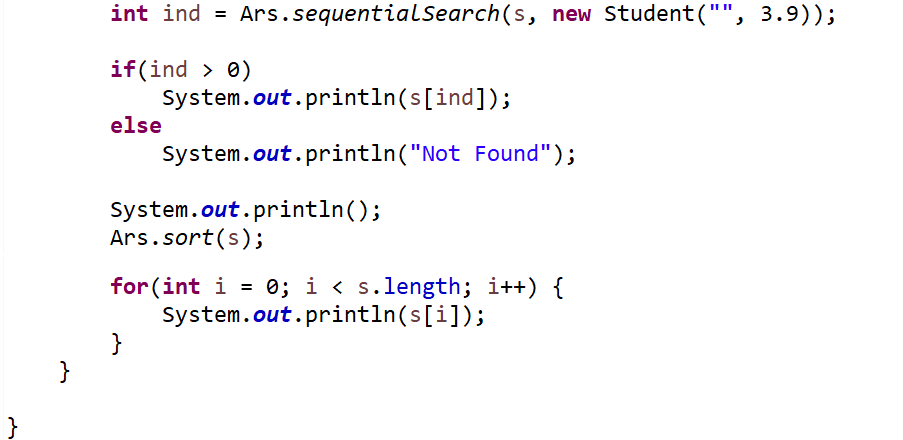 int ind = Ars.sequentialSearch(s, new Student("", 3.9));
if(ind > 0)
System.out.println(s[ind]);
else
System.out.println("Not Found");
System.out.println();
Ars.sort(s);
for(int i = 0; i < s.length; i++) {
System.out.println(s[i]);
}
}
}